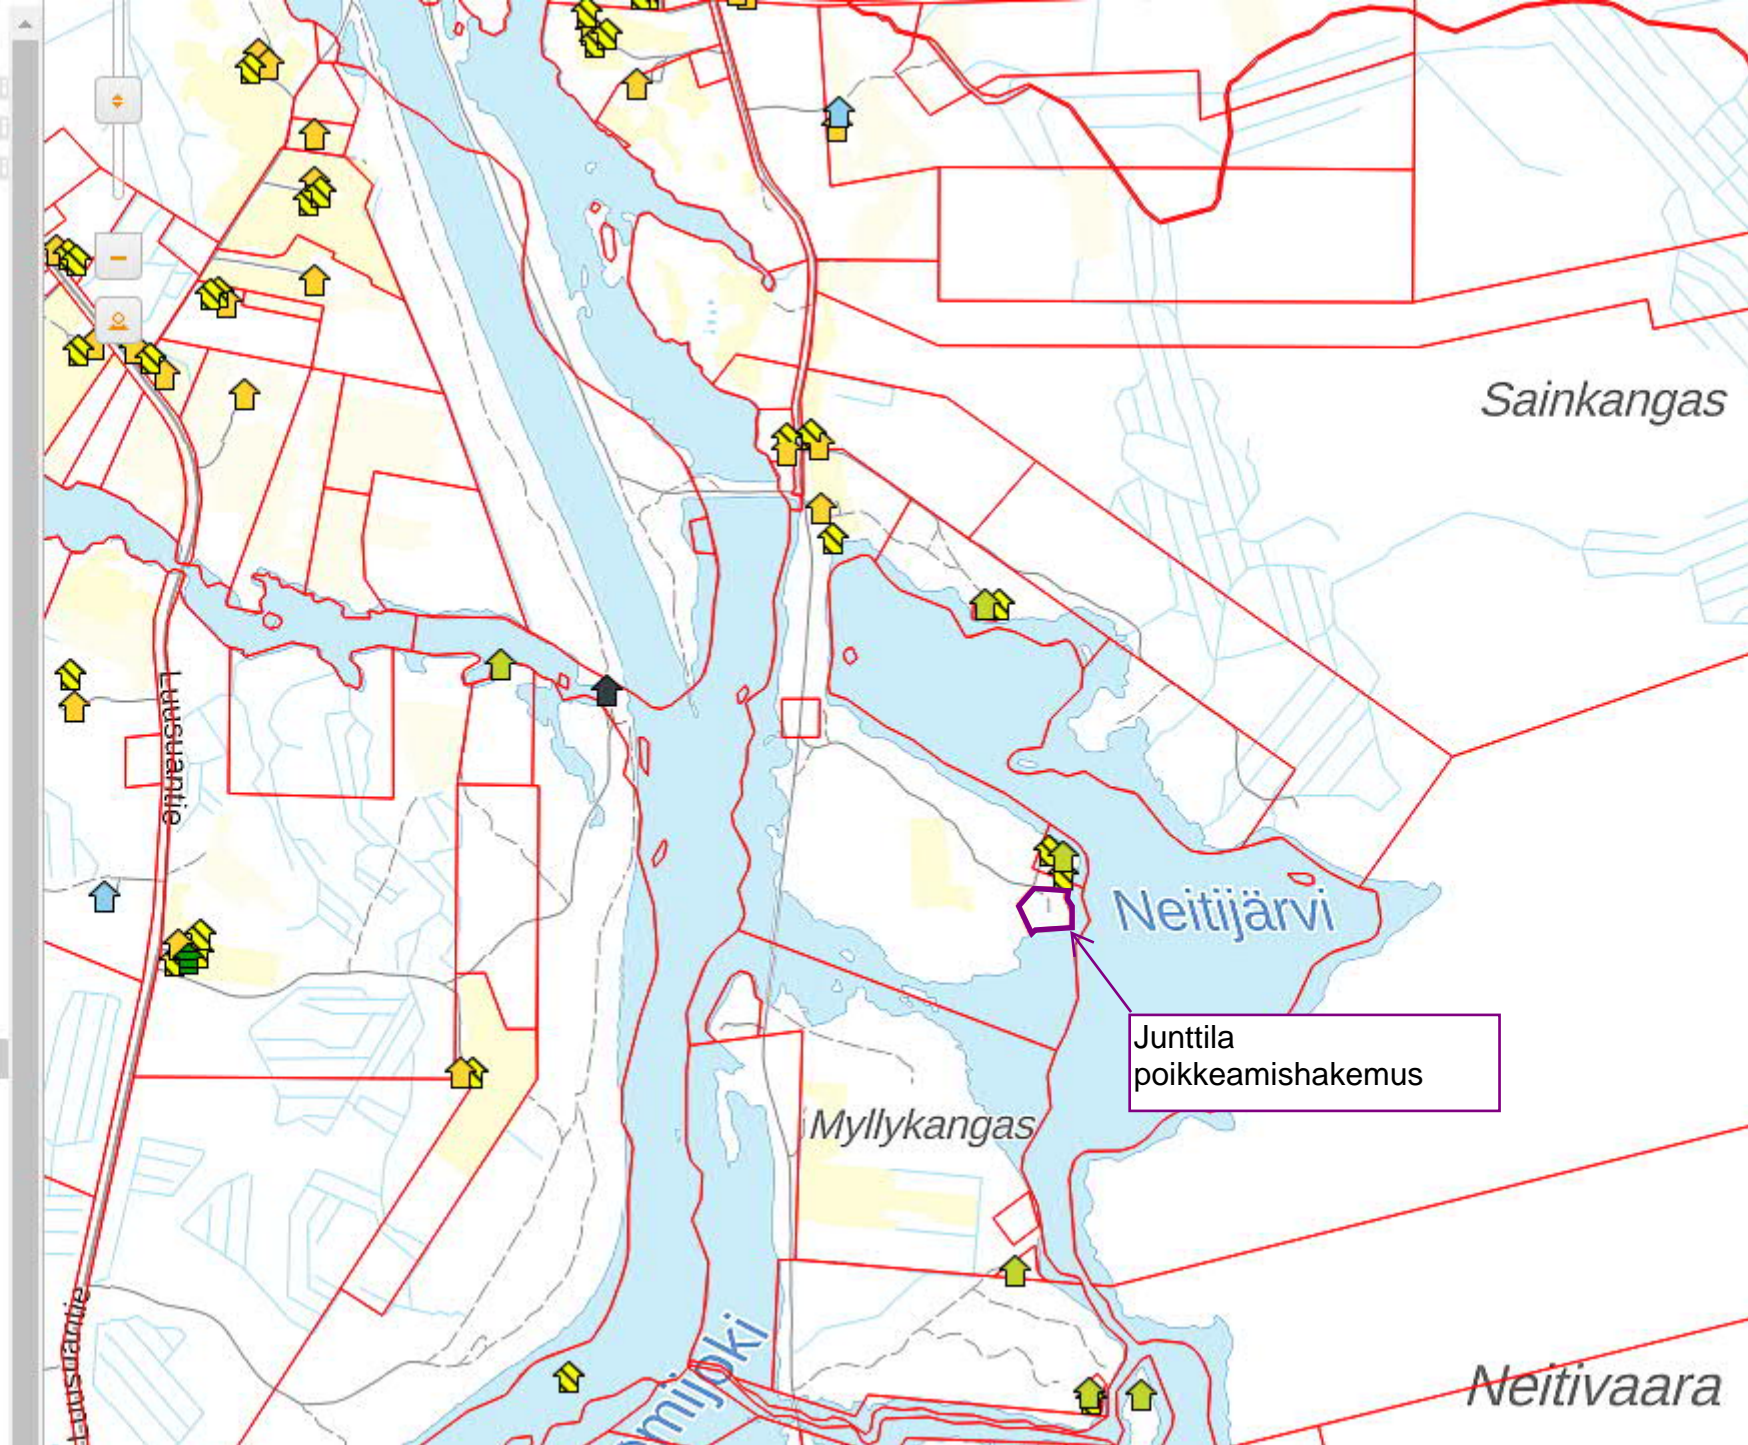 Sainkangas
Luusuantie
Neitijärvi
Junttila
poikkeamishakemus
Myllykangas
Luusuantie
Neitivaara